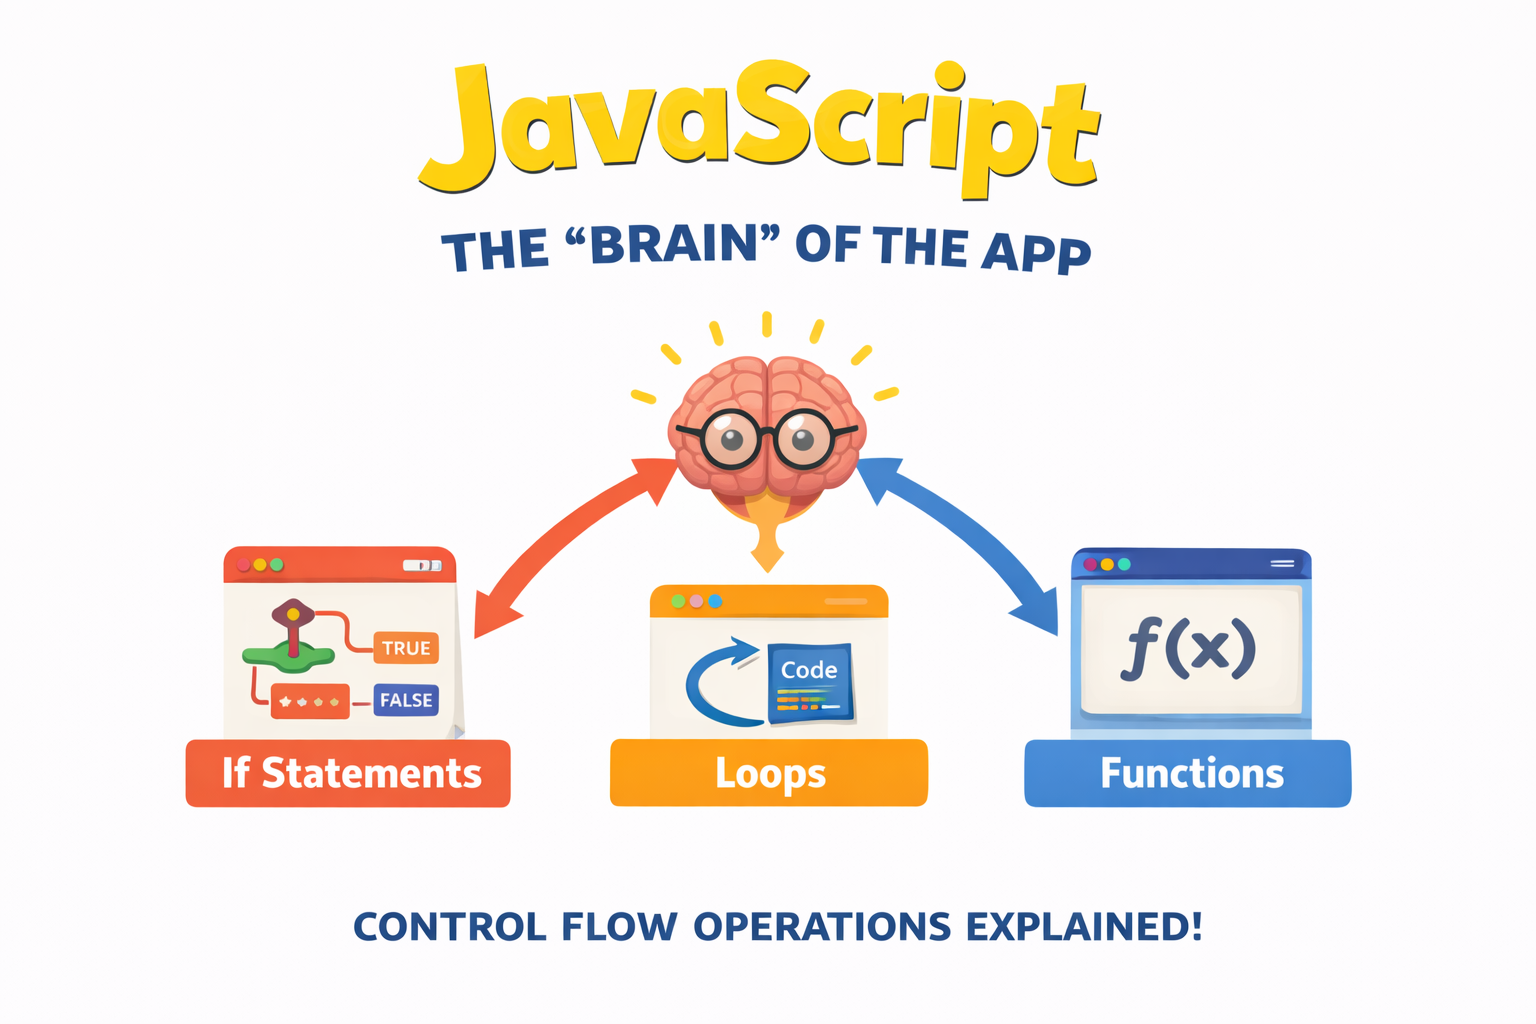 JavaScript
THE “BRAIN” OF THE APP
TRUE
FALSE
If Statements
Code
Loops
f(x)
Functions
CONTROL FLOW OPERATIONS EXPLAINED!